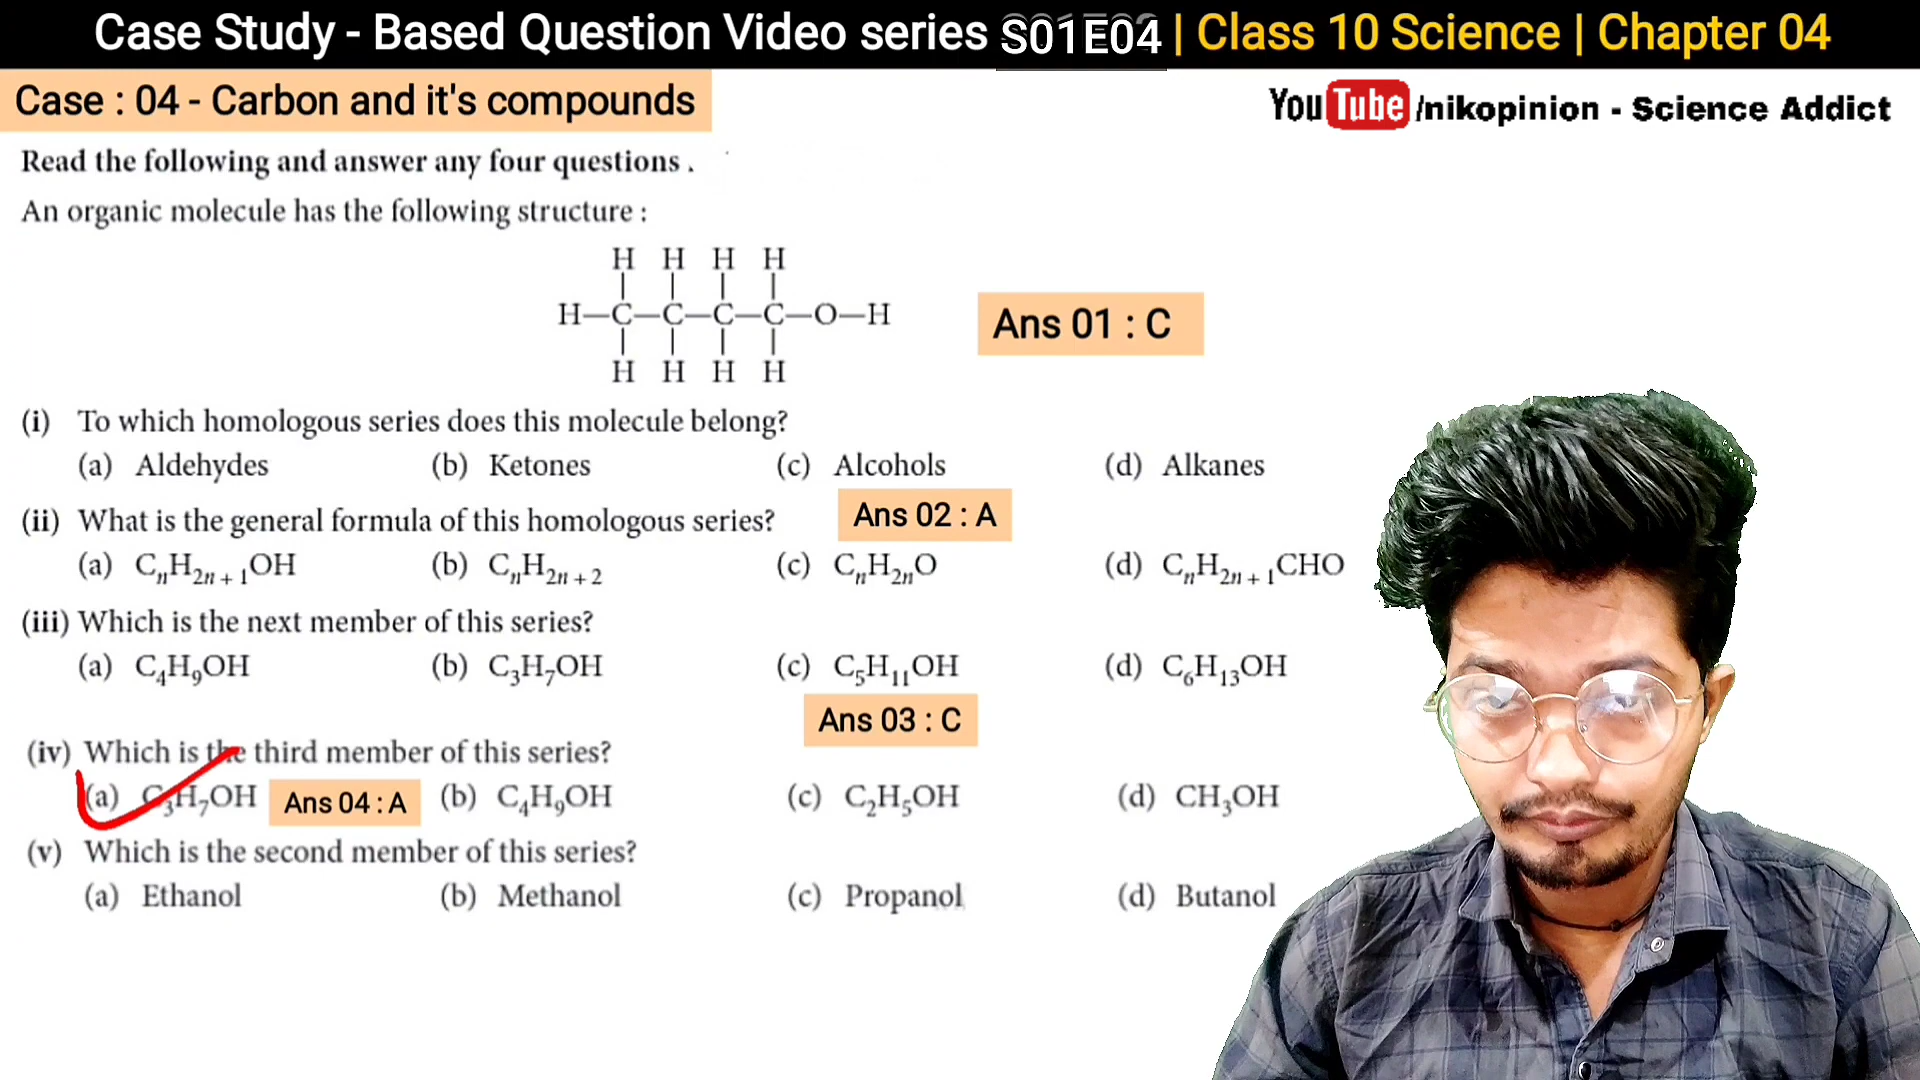 Case Study - Based Question Video series S01E04 | Class 10 Science | Chapter 04
Case : 04 - Carbon and it's compounds
YouTube /nikopinion - Science Addict
Read the following and answer any four questions .
An organic molecule has the following structure :
H H H H
H—C—C—C—C—O—H
H H H H
Ans 01 : C
(i) To which homologous series does this molecule belong?
(a) Aldehydes (b) Ketones (c) Alcohols (d) Alkanes
(ii) What is the general formula of this homologous series? Ans 02 : A
(a) CₙH₂ₙ₊₁OH (b) CₙH₂ₙ₊₂ (c) CₙH₂ₙO (d) CₙH₂ₙ₊₁CHO
(iii) Which is the next member of this series?
(a) C₄H₉OH (b) C₃H₇OH (c) C₅H₁₁OH (d) C₆H₁₃OH
Ans 03 : C
(iv) Which is the third member of this series?
(a) C₃H₇OH Ans 04 : A (b) C₄H₉OH (c) C₂H₅OH (d) CH₃OH
(v) Which is the second member of this series?
(a) Ethanol (b) Methanol (c) Propanol (d) Butanol